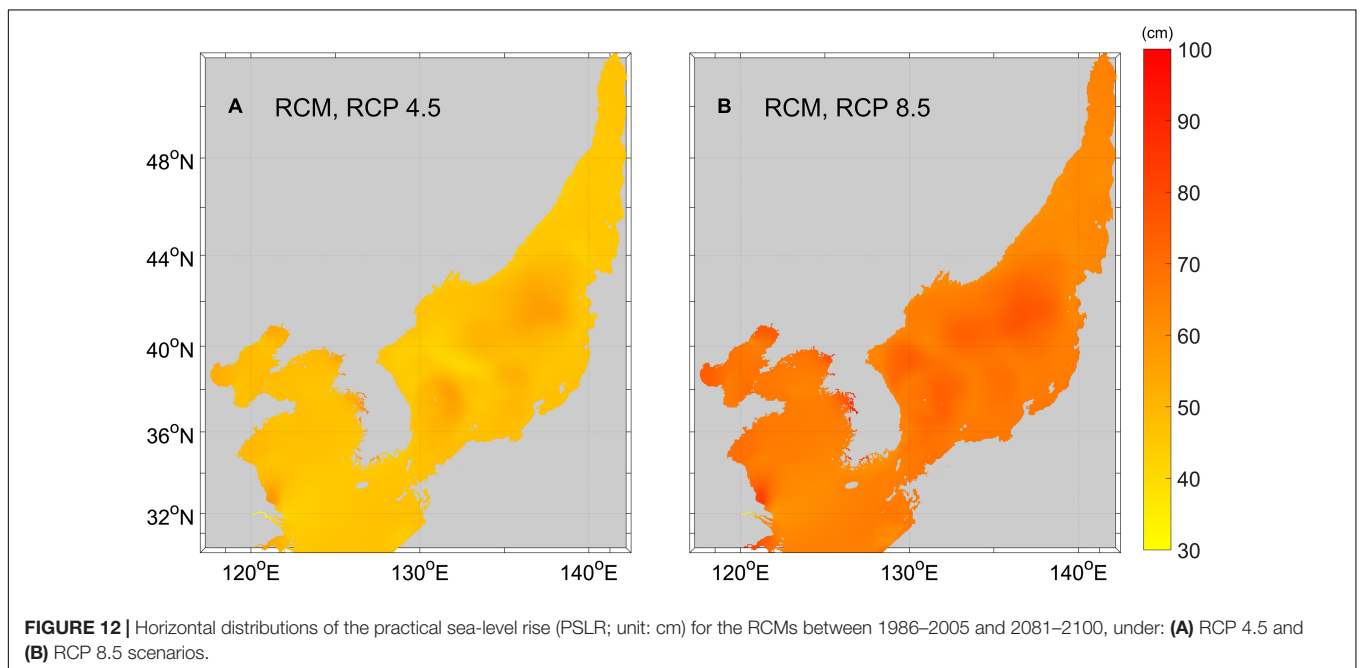 (cm)
A RCM, RCP 4.5
B RCM, RCP 8.5
48°N
44°N
40°N
36°N
32°N
120°E
130°E
140°E
120°E
130°E
140°E
100
90
80
70
60
50
40
30
FIGURE 12 | Horizontal distributions of the practical sea-level rise (PSLR; unit: cm) for the RCMs between 1986–2005 and 2081–2100, under: (A) RCP 4.5 and
(B) RCP 8.5 scenarios.